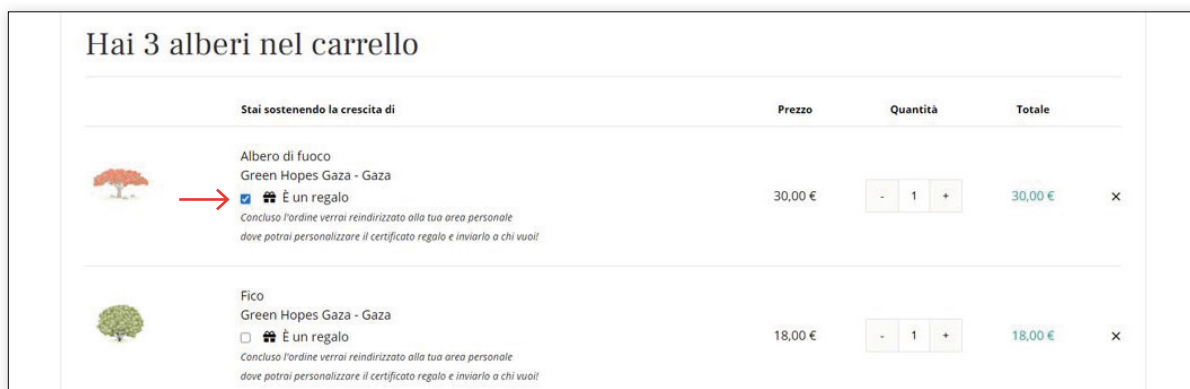 Hai 3 alberi nel carrello
Stai sostenendo la crescita di Prezzo Quantità Totale
Albero di fuoco
Green Hopes Gaza - Gaza
È un regalo
30,00 € - 1 + 30,00 € ×
Concluso l'ordine verrai reindirizzato alla tua area personale
dove potrai personalizzare il certificato regalo e inviarlo a chi vuoi!
Fico
Green Hopes Gaza - Gaza
È un regalo
18,00 € - 1 + 18,00 € ×
Concluso l'ordine verrai reindirizzato alla tua area personale
dove potrai personalizzare il certificato regalo e inviarlo a chi vuoi!